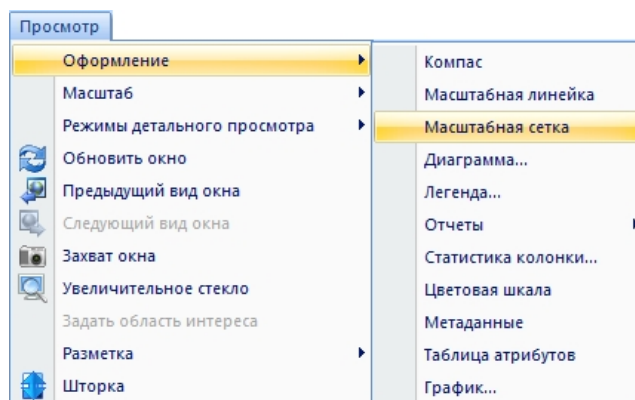 Просмотр
Оформление
Масштаб
Режимы детального просмотра
Обновить окно
Предыдущий вид окна
Следующий вид окна
Захват окна
Увеличительное стекло
Задать область интереса
Разметка
Шторка
Компас
Масштабная линейка
Масштабная сетка
Диаграмма...
Легенда...
Отчеты
Статистика колонки...
Цветовая шкала
Метаданные
Таблица атрибутов
График...